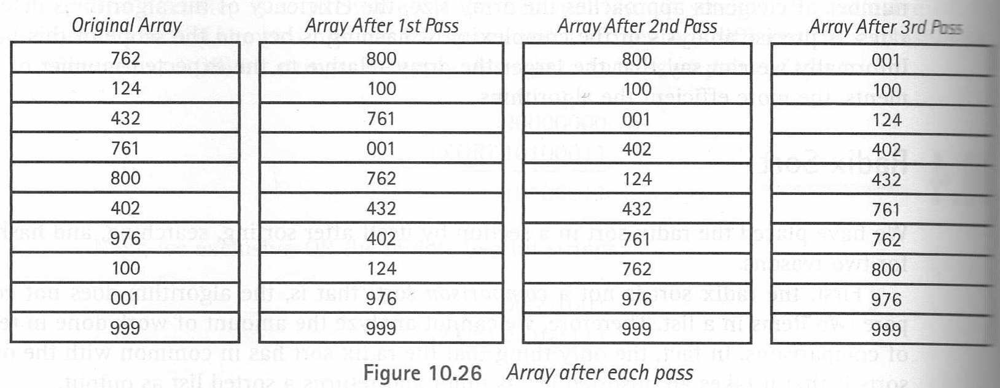 Original Array Array After 1st Pass Array After 2nd Pass Array After 3rd Pass
762 800 800 001
124 100 100 100
432 761 001 124
761 001 402 402
800 762 124 432
402 432 432 761
976 402 761 762
100 124 762 800
001 976 976 976
999 999 999 999
Figure 10.26 Array after each pass